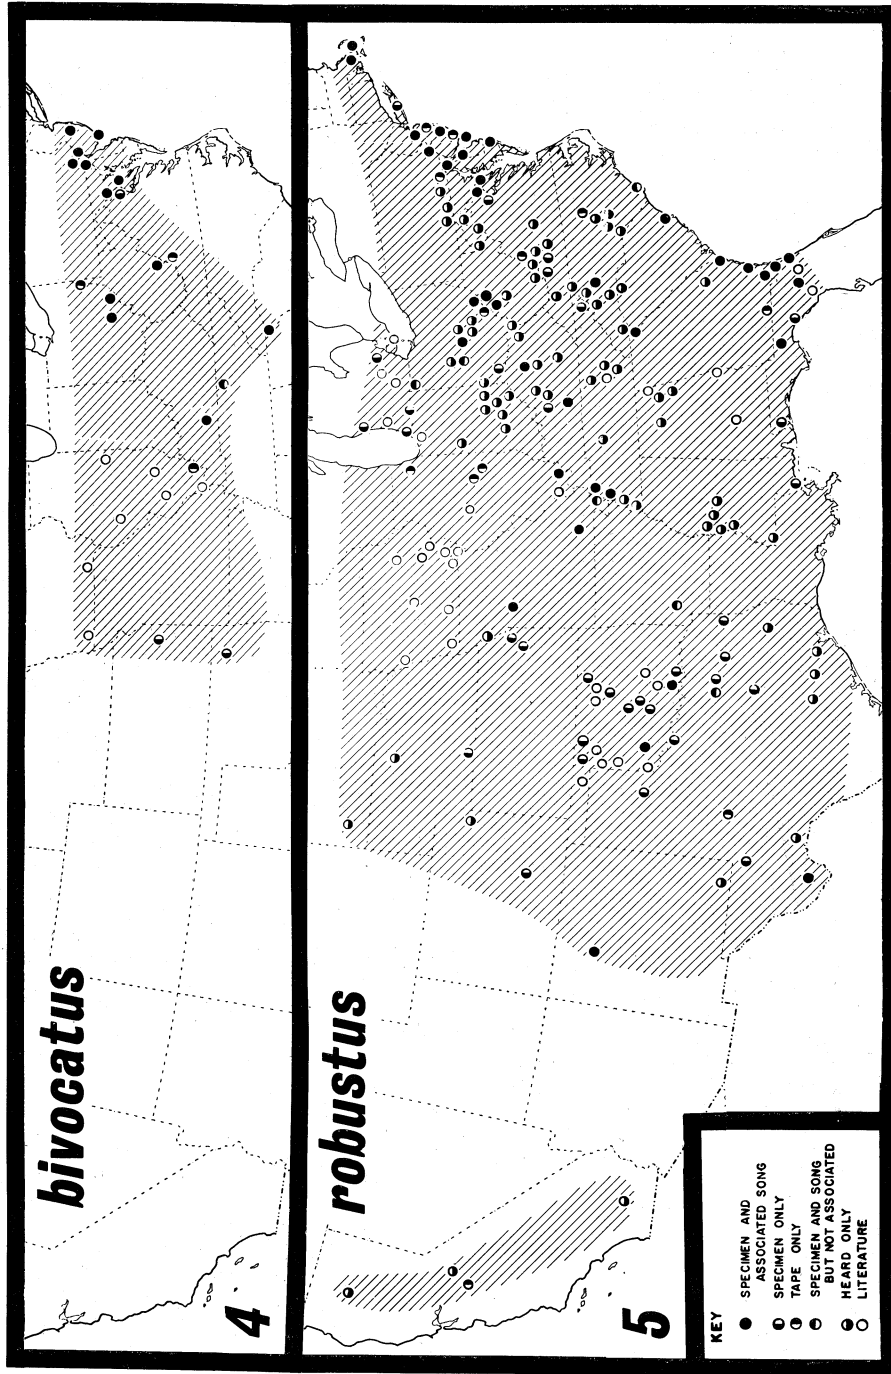 bivocatus
4
robustus
5
KEY
SPECIMEN AND
ASSOCIATED SONG
SPECIMEN ONLY
TAPE ONLY
SPECIMEN AND SONG
BUT NOT ASSOCIATED
HEARD ONLY
LITERATURE